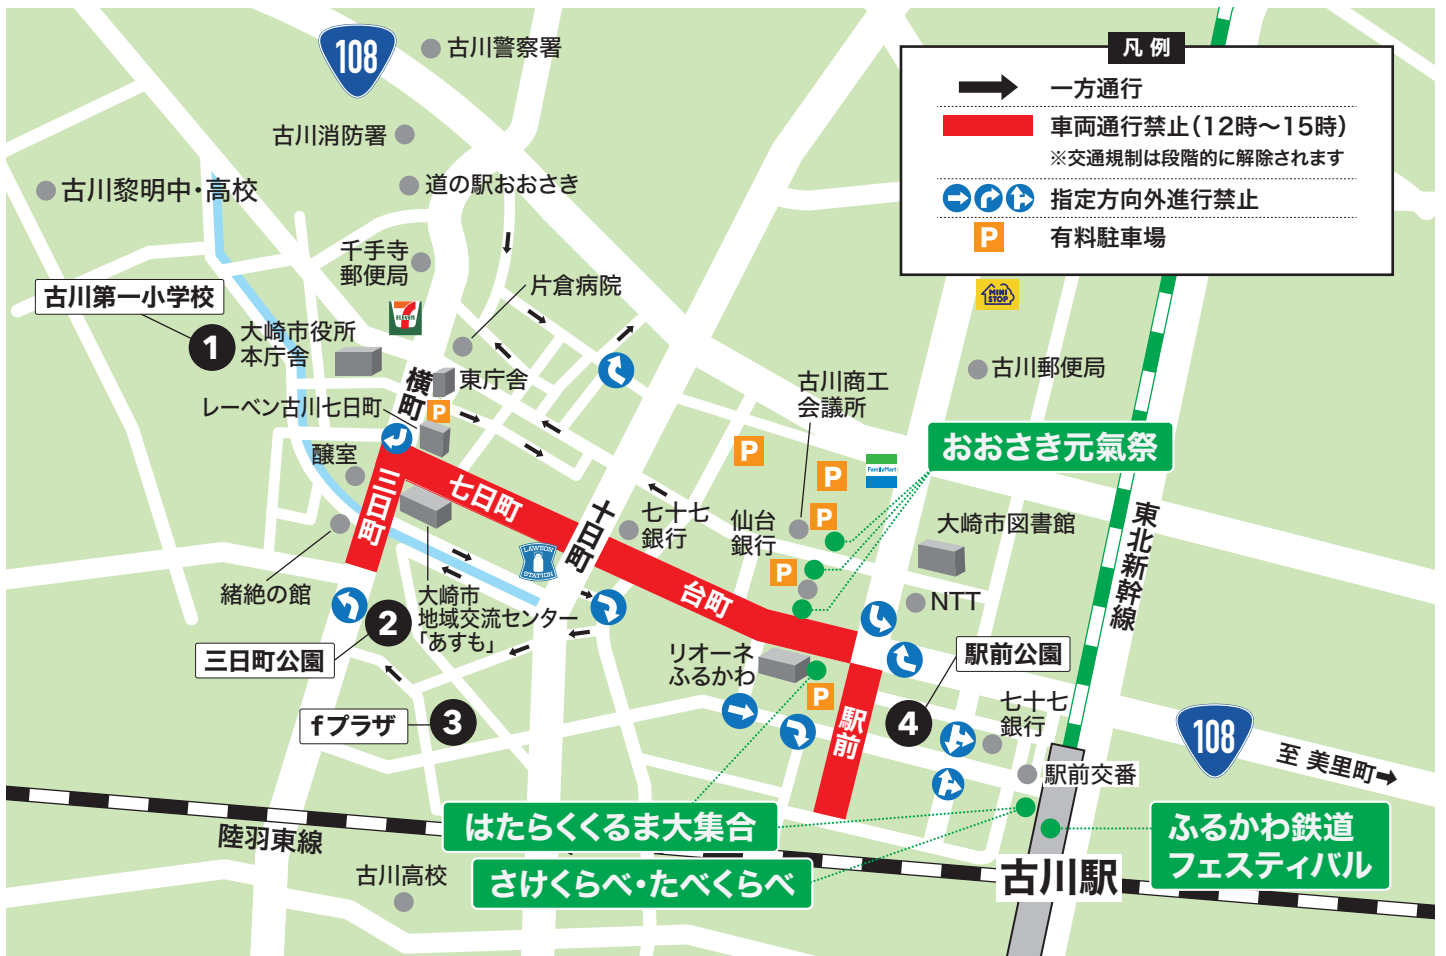 108
古川警察署
古川消防署
道の駅おおさき
古川黎明中・高校
千手寺
郵便局
片倉病院
古川第一小学校
1
大崎市役所
本庁舎
ELEVEN
横町
東庁舎
P
レーベン古川七日町
醸室
三日町
七日町
十日町
七十七
銀行
緒絶の館
LAWSON
STATION
大崎市
地域交流センター
「あすも」
2
三日町公園
fプラザ
3
凡例
一方通行
車両通行禁止(12時〜15時)
※交通規制は段階的に解除されます
指定方向外進行禁止
P
有料駐車場
MINI
STOP
古川郵便局
古川商工
会議所
おおさき元氣祭
P
P
FamilyMart
P
仙台
銀行
P
大崎市図書館
東北新幹線
NTT
台町
リオーネ
ふるかわ
P
駅前
駅前公園
4
七十七
銀行
駅前交番
108
至 美里町
はたらくくるま大集合
さけくらべ・たべくらべ
ふるかわ鉄道
フェスティバル
古川駅
陸羽東線
古川高校